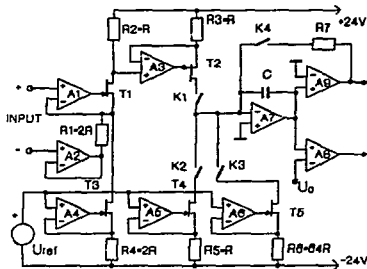 R2=R
R3=R
+24V
K4
R7
A3
T2
+
A1
T1
K1
C
A9
INPUT
R1=2R
A7
-
A2
K2
K3
A8
T3
T4
Uo
A4
A5
A6
T5
Uref
R4=2R
R5=R
R6=64R
-24V